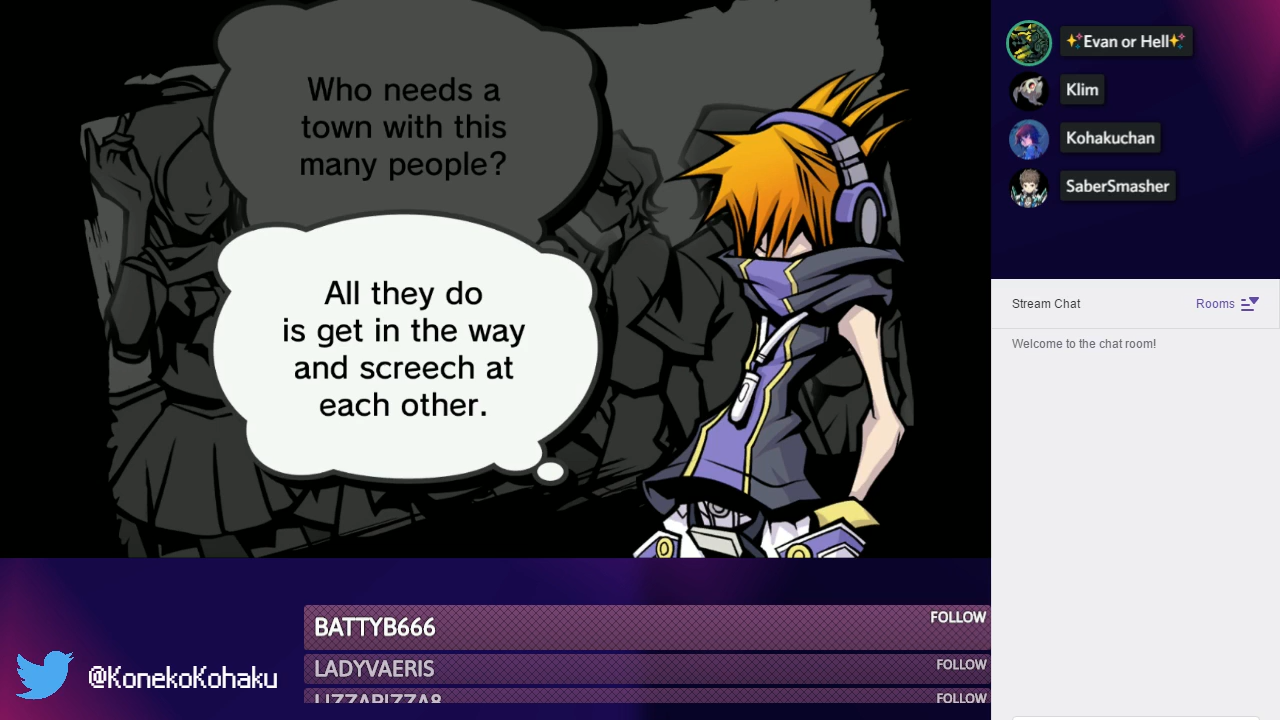 Who needs a
town with this
many people?
All they do
is get in the way
and screech at
each other.
✨Evan or Hell✨
Klim
Kohakuchan
SaberSmasher
Stream Chat
Rooms
Welcome to the chat room!
@KonekoKohaku
BATTYB666
FOLLOW
LADYVAERIS
FOLLOW
LIZZAPIZZA8
FOLLOW